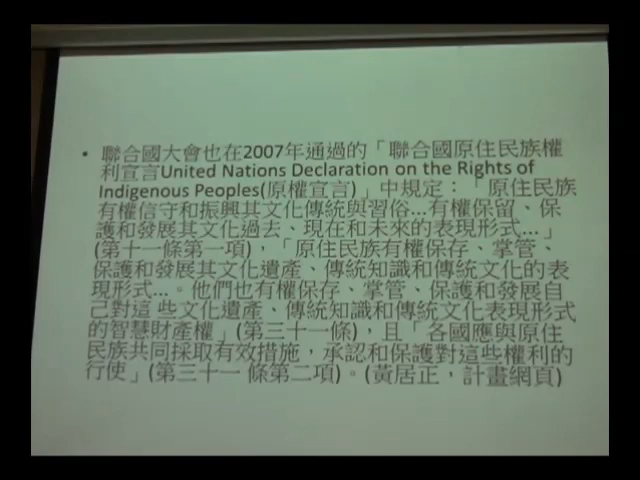 • 聯合國大會也在2007年通過的「聯合國原住民族權
利宣言United Nations Declaration on the Rights of
Indigenous Peoples(原權宣言)」中規定：「原住民族
有權信守和振興其文化傳統與習俗...有權保留、保
護和發展其文化過去、現在和未來的表現形式...」
(第十一條第一項)，「原住民族有權保存、掌管、
保護和發展其文化遺產、傳統知識和傳統文化的表
現形式...。他們也有權保存、掌管、保護和發展自
己對這 些文化遺產、傳統知識和傳統文化表現形式
的智慧財產權」(第三十一條)，且「各國應與原住
民族共同採取有效措施，承認和保護對這些權利的
行使」(第三十一 條第二項)。(黃居正，計畫網頁)